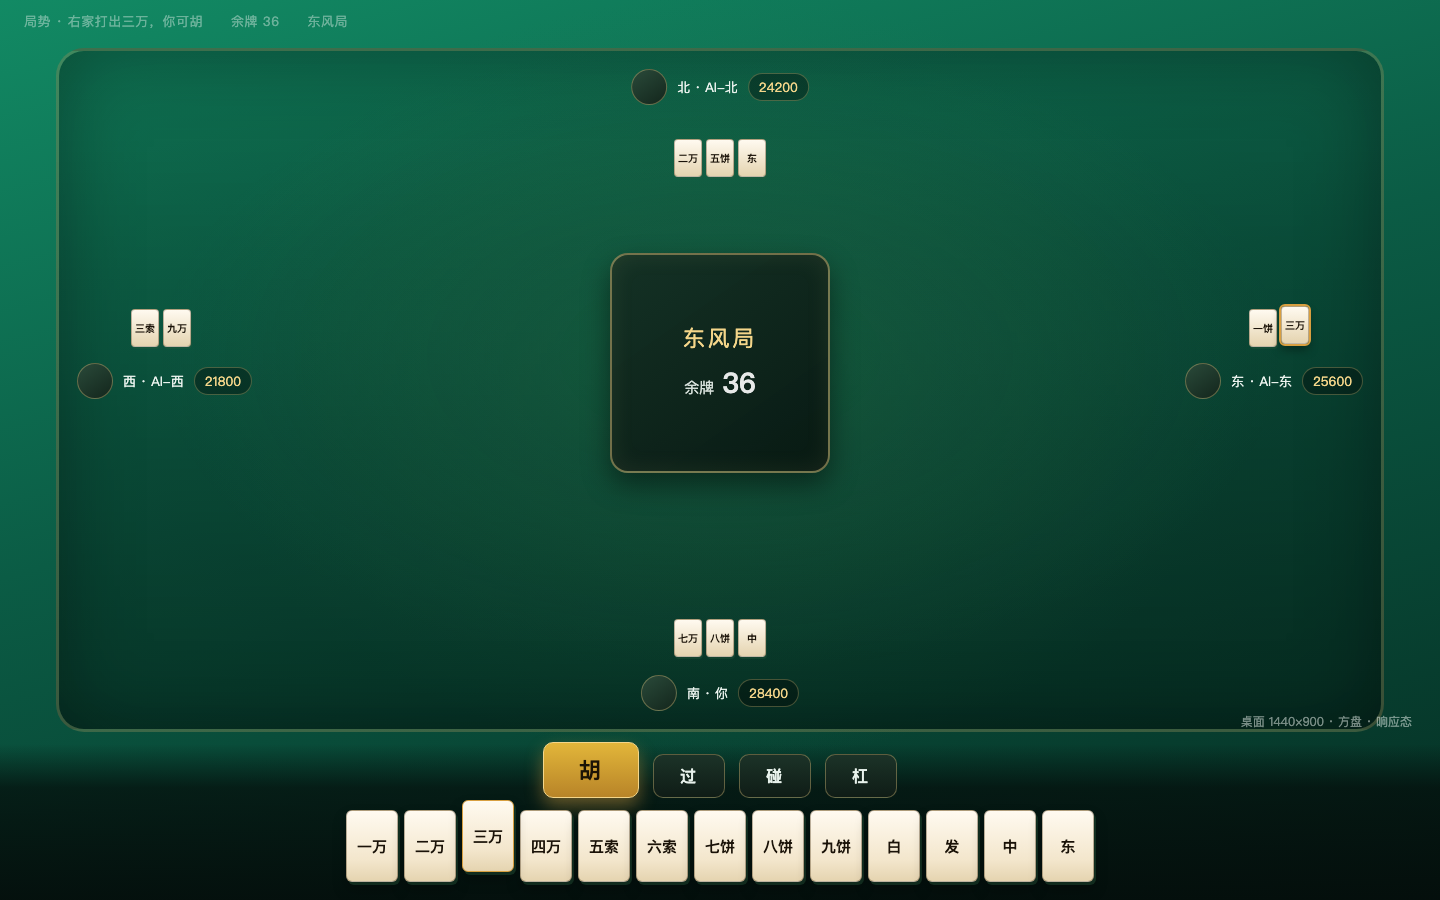 局势 · 右家打出三万，你可胡 余牌 36 东风局
北 · AI-北 24200
二万 五饼 东
东风局
余牌 36
三索 九万
西 · AI-西 21800
一饼 三万
东 · AI-东 25600
七万 八饼 中
南 · 你 28400
桌面 1440×900 · 方盘 · 响应态
胡 过 碰 杠
一万 二万 三万 四万 五索 六索 七饼 八饼 九饼 白 发 中 东